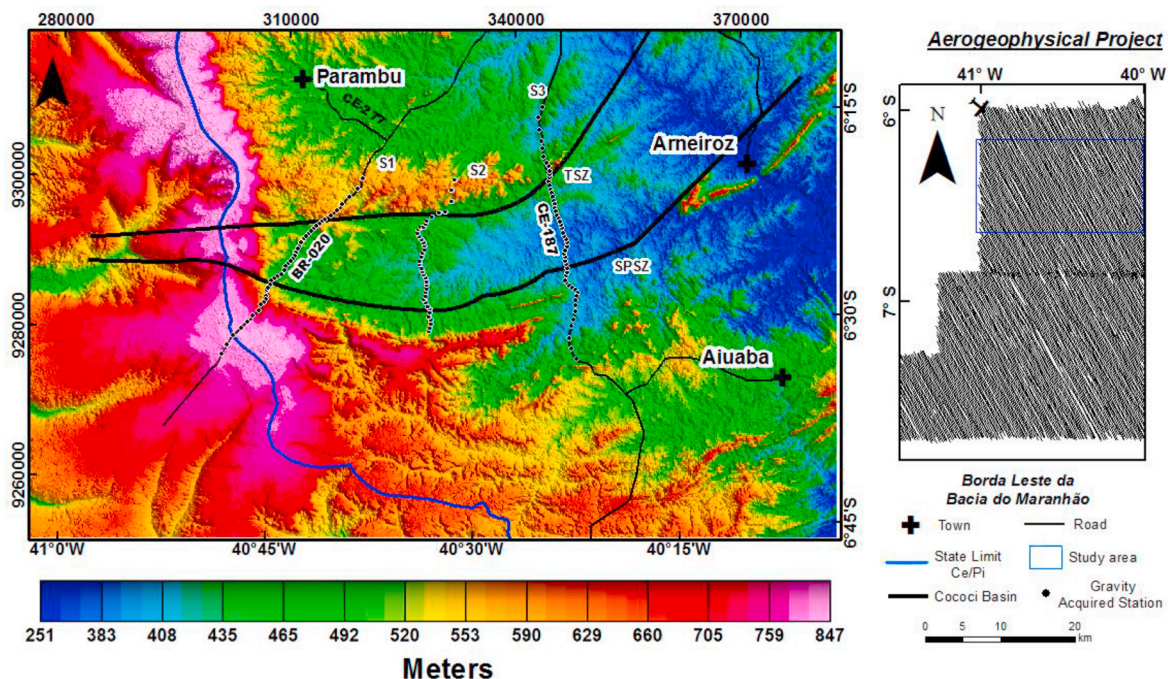 280000 310000 340000 370000
N
Parambu
CE-277
S3
S1
S2
Arneiroz
TSZ
BR-020
CE-187
SPSZ
Aiuaba
9300000
9280000
9260000
6°15'S
6°30'S
6°45'S
41°0'W 40°45'W 40°30'W 40°15'W
251 383 408 435 465 492 520 553 590 629 660 705 759 847
Meters
Aerogeophysical Project
41° W 40° W
6° S
N
7° S
Borda Leste da
Bacia do Maranhão
Town
Road
State Limit
Ce/Pi
Study area
Cococi Basin
Gravity
Acquired Station
0 5 10 20
km